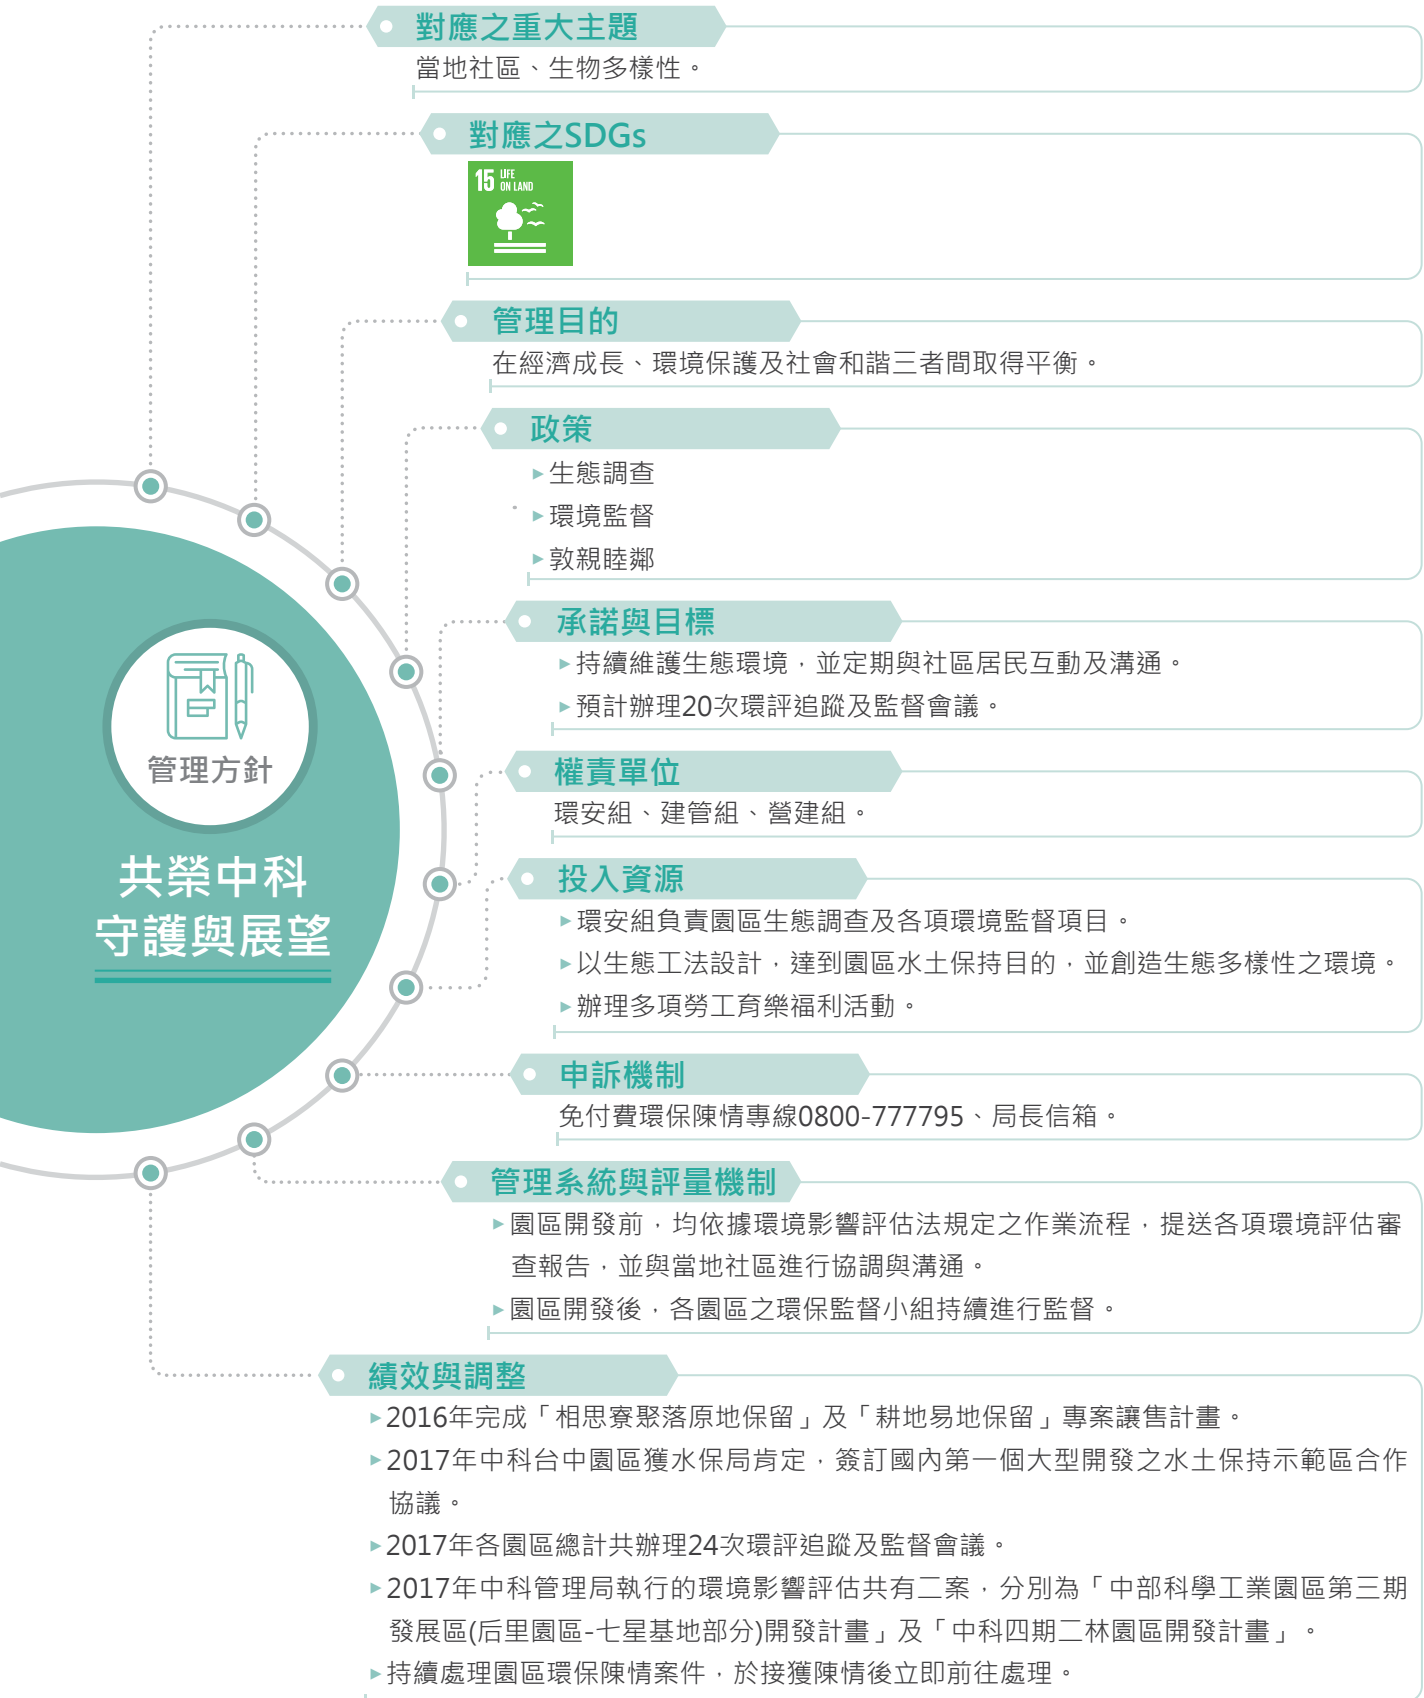 對應之重大主題
當地社區、生物多樣性。
對應之SDGs
15 LIFE
ON LAND
管理目的
在經濟成長、環境保護及社會和諧三者間取得平衡。
政策
▸生態調查
▸環境監督
▸敦親睦鄰
承諾與目標
▸持續維護生態環境，並定期與社區居民互動及溝通。
▸預計辦理20次環評追蹤及監督會議。
權責單位
環安組、建管組、營建組。
管理方針
共榮中科
守護與展望
投入資源
▸環安組負責園區生態調查及各項環境監督項目。
▸以生態工法設計，達到園區水土保持目的，並創造生態多樣性之環境。
▸辦理多項勞工育樂福利活動。
申訴機制
免付費環保陳情專線0800-777795、局長信箱。
管理系統與評量機制
▸園區開發前，均依據環境影響評估法規定之作業流程，提送各項環境評估審
查報告，並與當地社區進行協調與溝通。
▸園區開發後，各園區之環保監督小組持續進行監督。
績效與調整
▸2016年完成「相思寮聚落原地保留」及「耕地易地保留」專案讓售計畫。
▸2017年中科台中園區獲水保局肯定，簽訂國內第一個大型開發之水土保持示範區合作
協議。
▸2017年各園區總計共辦理24次環評追蹤及監督會議。
▸2017年中科管理局執行的環境影響評估共有二案，分別為「中部科學工業園區第三期
發展區(后里園區-七星基地部分)開發計畫」及「中科四期二林園區開發計畫」。
▸持續處理園區環保陳情案件，於接獲陳情後立即前往處理。